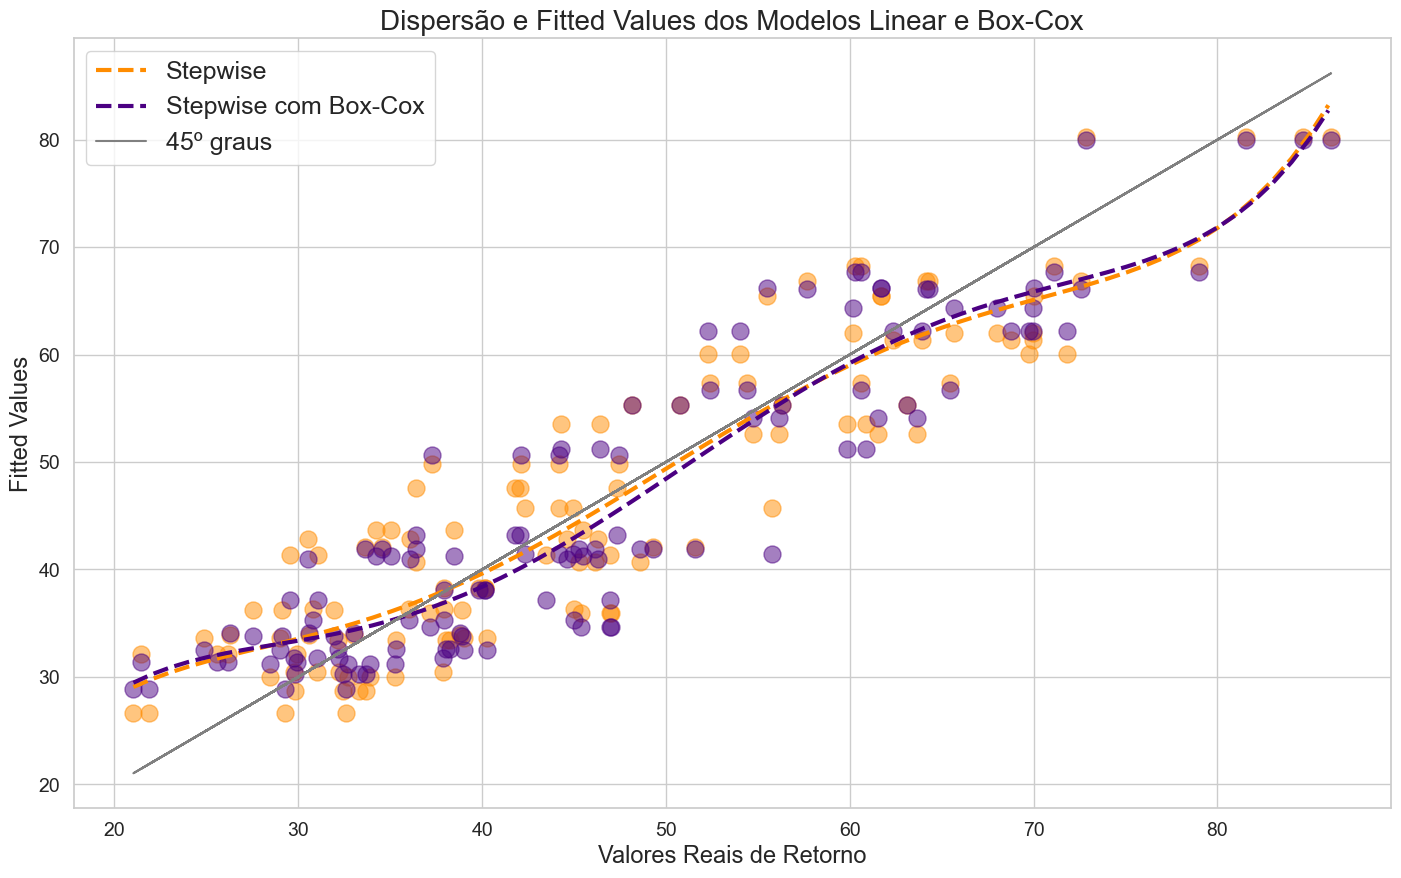 Dispersão e Fitted Values dos Modelos Linear e Box-Cox
Stepwise
Stepwise com Box-Cox
45º graus
Fitted Values
80
70
60
50
40
30
20
20 30 40 50 60 70 80
Valores Reais de Retorno